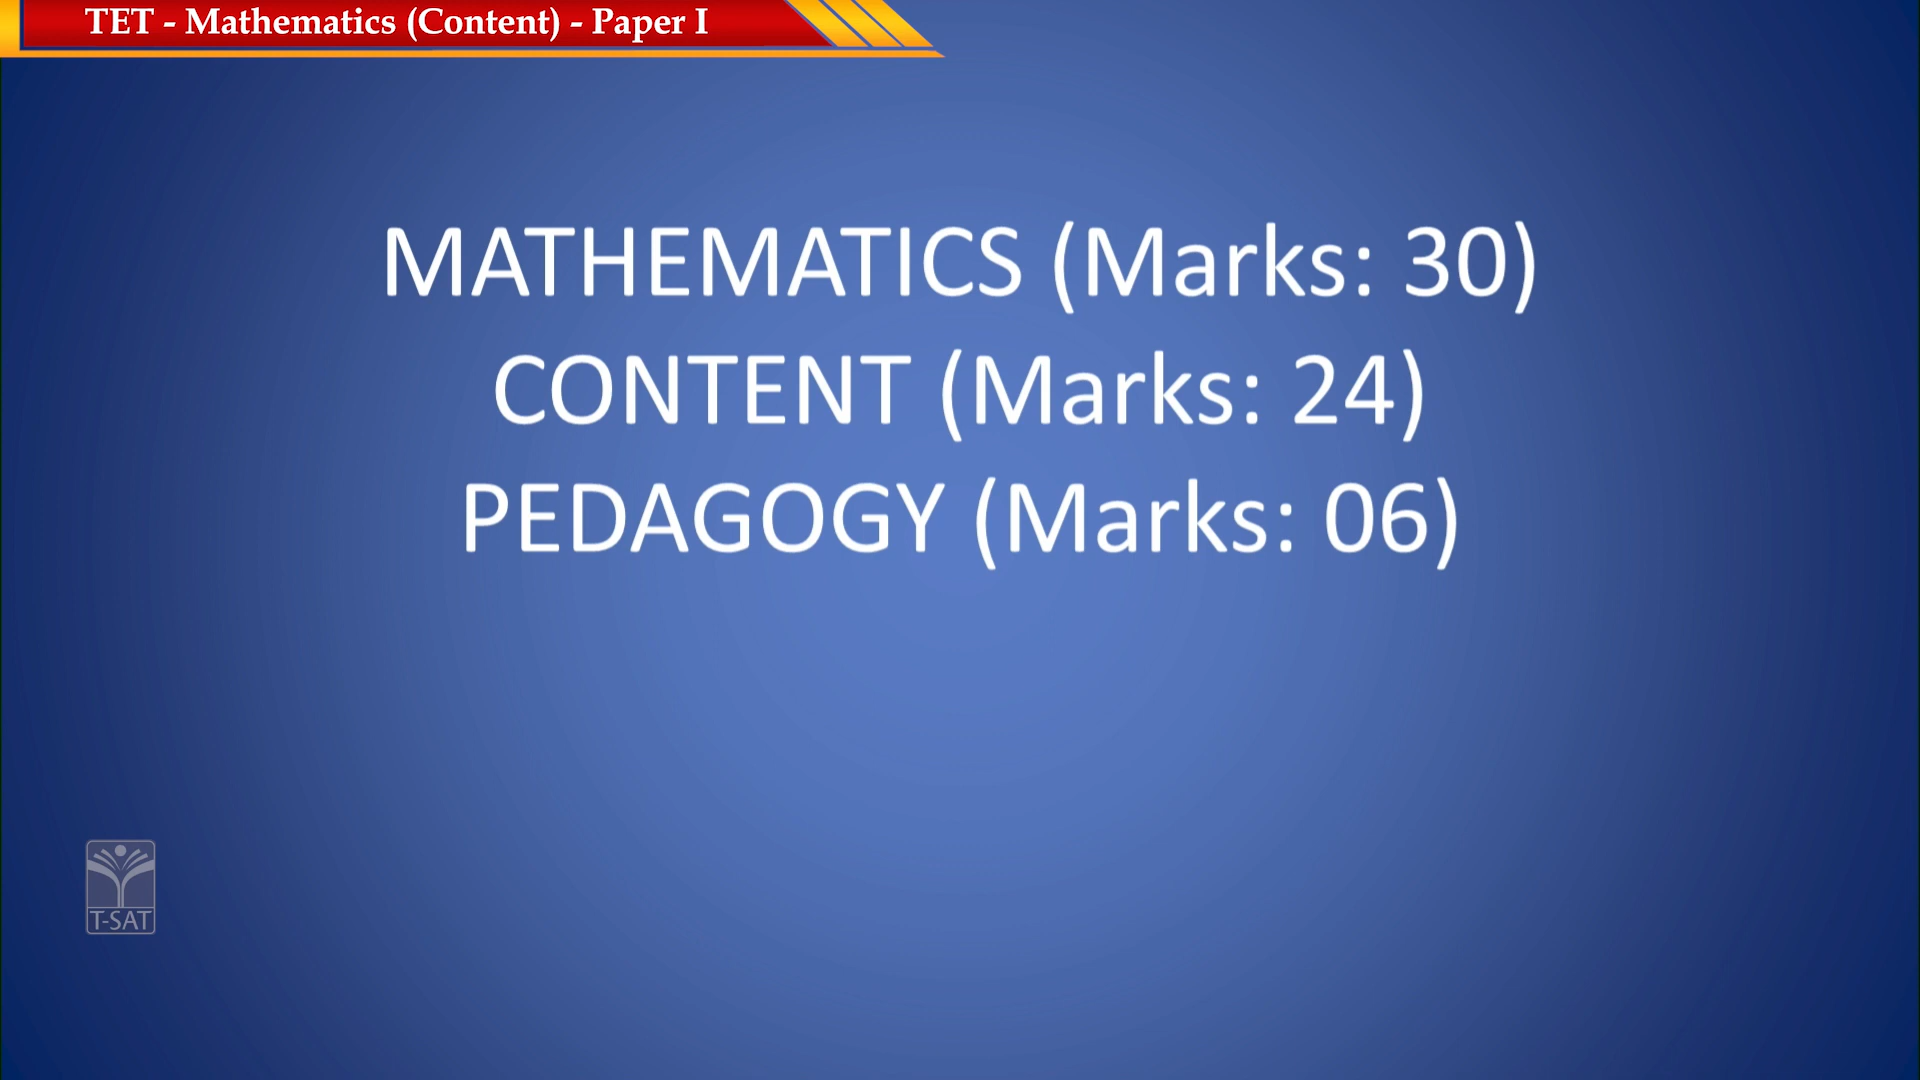 TET - Mathematics (Content) - Paper I
MATHEMATICS (Marks: 30)
CONTENT (Marks: 24)
PEDAGOGY (Marks: 06)
T-SAT